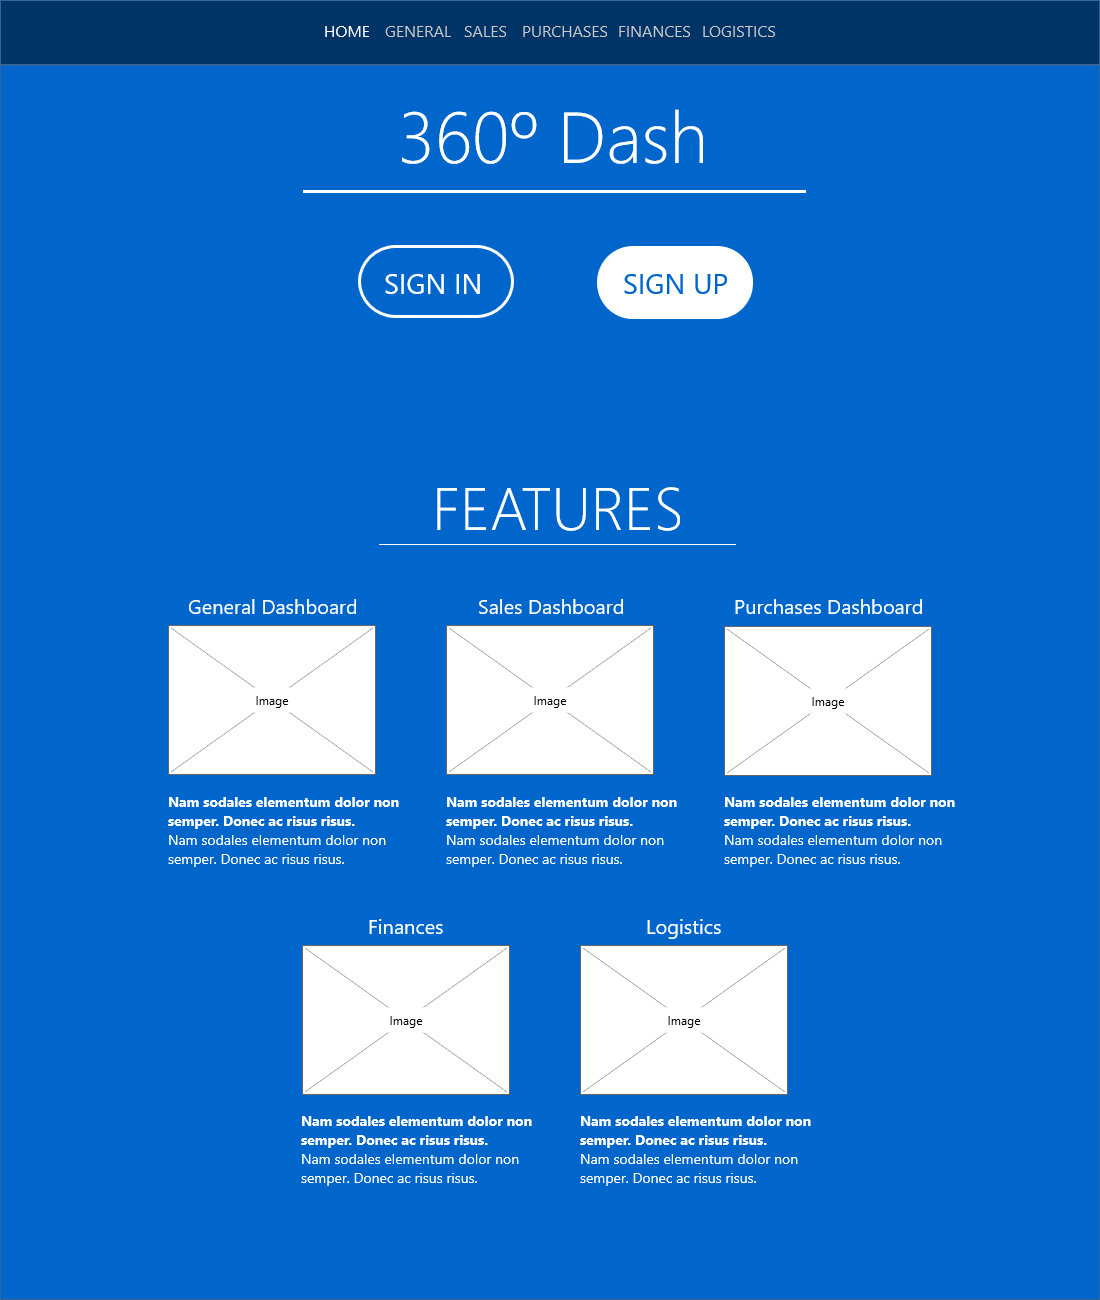 HOME GENERAL SALES PURCHASES FINANCES LOGISTICS
360º Dash
SIGN IN
SIGN UP
FEATURES
General Dashboard
Image
Nam sodales elementum dolor non
semper. Donec ac risus risus.
Nam sodales elementum dolor non
semper. Donec ac risus risus.
Sales Dashboard
Image
Nam sodales elementum dolor non
semper. Donec ac risus risus.
Nam sodales elementum dolor non
semper. Donec ac risus risus.
Purchases Dashboard
Image
Nam sodales elementum dolor non
semper. Donec ac risus risus.
Nam sodales elementum dolor non
semper. Donec ac risus risus.
Finances
Image
Nam sodales elementum dolor non
semper. Donec ac risus risus.
Nam sodales elementum dolor non
semper. Donec ac risus risus.
Logistics
Image
Nam sodales elementum dolor non
semper. Donec ac risus risus.
Nam sodales elementum dolor non
semper. Donec ac risus risus.